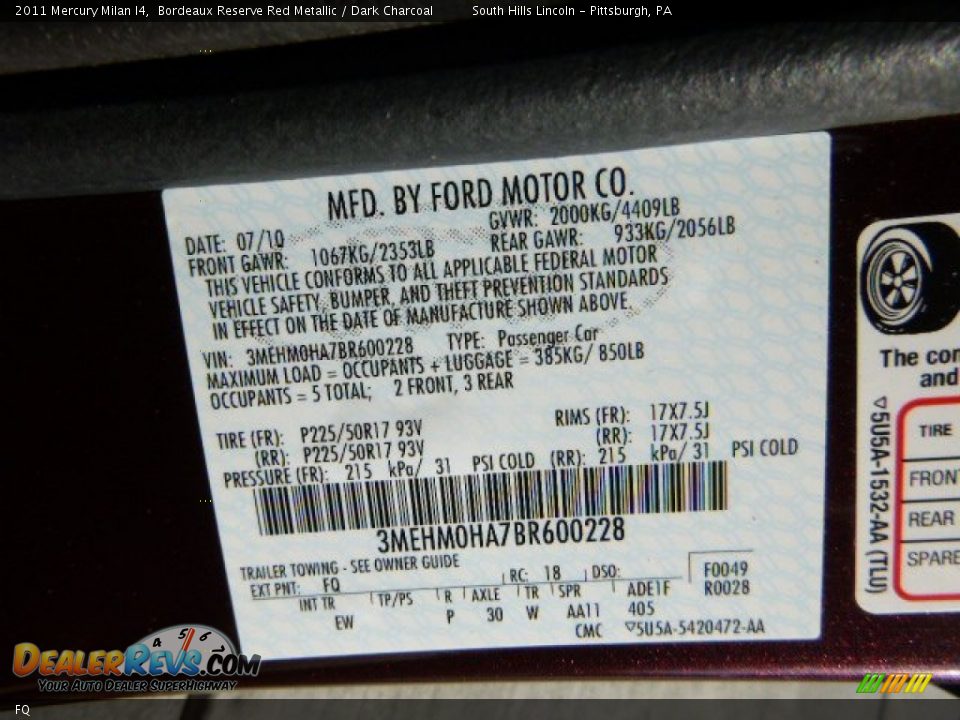 2011 Mercury Milan I4,  Bordeaux Reserve Red Metallic / Dark Charcoal    South Hills Lincoln - Pittsburgh, PA
MFD. BY FORD MOTOR CO.
DATE: 07/10    GVWR: 2000KG/4409LB
FRONT GAWR: 1067KG/2353LB    REAR GAWR: 933KG/2056LB
THIS VEHICLE CONFORMS TO ALL APPLICABLE FEDERAL MOTOR
VEHICLE SAFETY, BUMPER, AND THEFT PREVENTION STANDARDS
IN EFFECT ON THE DATE OF MANUFACTURE SHOWN ABOVE.
VIN: 3MEHM0HA7BR600228    TYPE: Passenger Car
MAXIMUM LOAD = OCCUPANTS + LUGGAGE = 385KG/ 850LB
OCCUPANTS = 5 TOTAL; 2 FRONT, 3 REAR
TIRE (FR): P225/50R17 93V    RIMS (FR): 17X7.5J
(RR): P225/50R17 93V    (RR): 17X7.5J
PRESSURE (FR): 215 kPa/ 31 PSI COLD (RR): 215 kPa/ 31 PSI COLD
3MEHM0HA7BR600228
TRAILER TOWING - SEE OWNER GUIDE
EXT PNT: FQ    RC: 18    DSO:    F0049
INT TR    TP/PS    R    AXLE    TR    SPR    ADE1F    R0028
EW    P    30    W    AA11    405
CMC    ▽5U5A-5420472-AA
The con
and
TIRE
FRONT
REAR
SPARE
▽5U5A-1532-AA (TLU)
4 5 6
DEALERREVS.COM
YOUR AUTO DEALER SUPERHIGHWAY
FQ